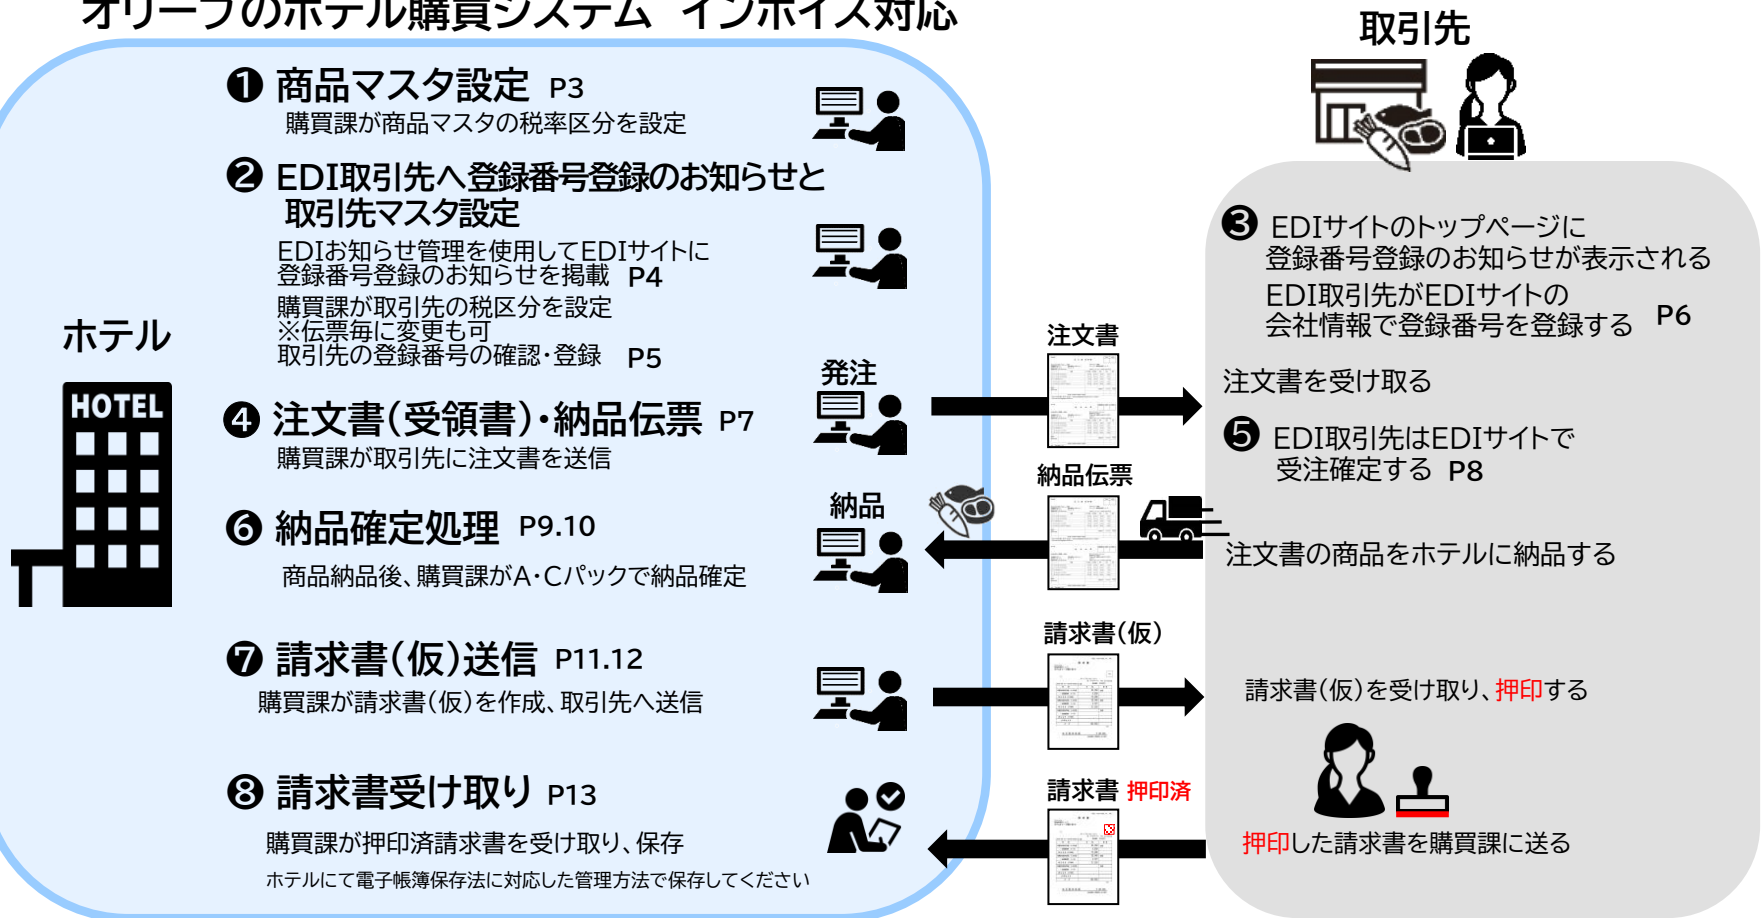 オリーブのホテル購買システム インボイス対応
ホテル
HOTEL
❶ 商品マスタ設定 P3
購買課が商品マスタの税率区分を設定
❷ EDI取引先へ登録番号登録のお知らせと
取引先マスタ設定
EDIお知らせ管理を使用してEDIサイトに
登録番号登録のお知らせを掲載 P4
購買課が取引先の税区分を設定
※伝票毎に変更も可
取引先の登録番号の確認・登録 P5
❹ 注文書(受領書)・納品伝票 P7
購買課が取引先に注文書を送信
❻ 納品確定処理 P9.10
商品納品後、購買課がA・Cパックで納品確定
❼ 請求書(仮)送信 P11.12
購買課が請求書(仮)を作成、取引先へ送信
❽ 請求書受け取り P13
購買課が押印済請求書を受け取り、保存
ホテルにて電子帳簿保存法に対応した管理方法で保存してください
発注
納品
注文書
納品伝票
請求書(仮)
請求書 押印済
取引先
❸ EDIサイトのトップページに
登録番号登録のお知らせが表示される
EDI取引先がEDIサイトの
会社情報で登録番号を登録する P6
注文書を受け取る
❺ EDI取引先はEDIサイトで
受注確定する P8
注文書の商品をホテルに納品する
請求書(仮)を受け取り、押印する
押印した請求書を購買課に送る